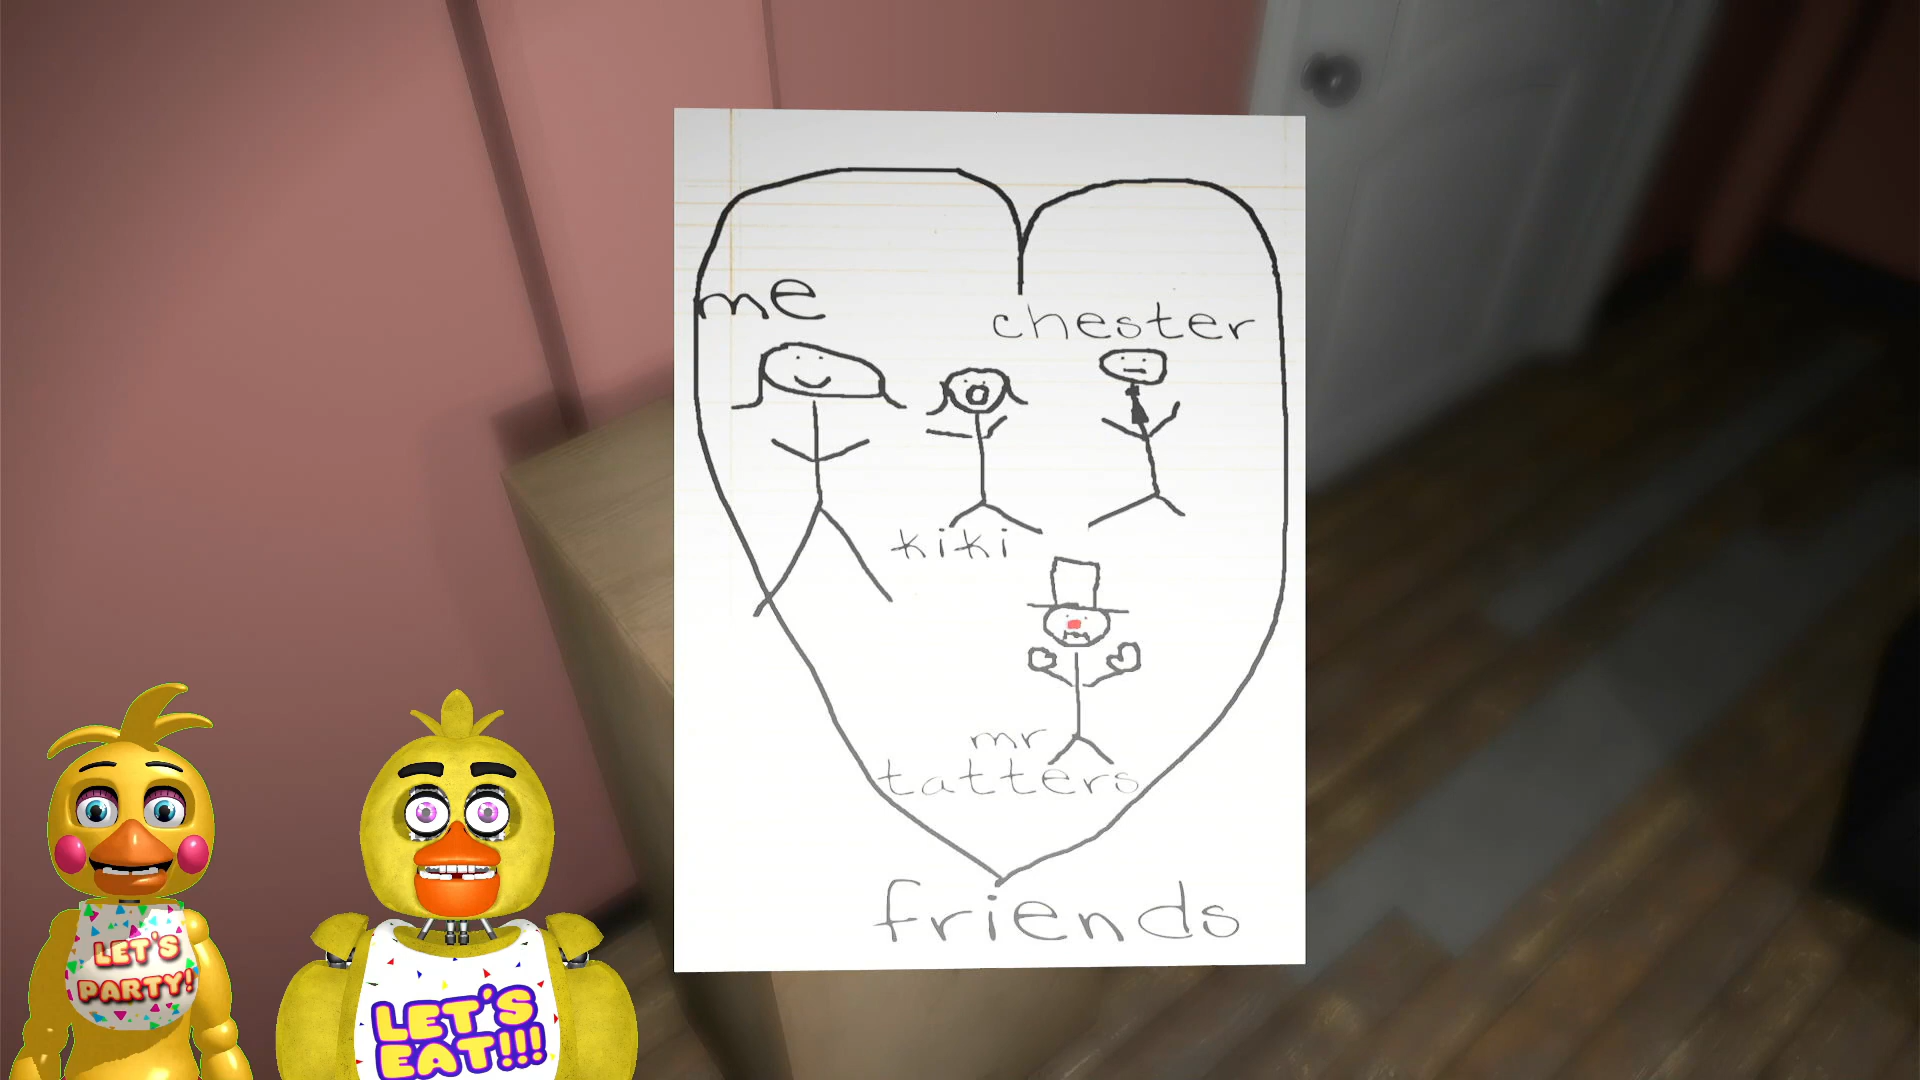 me
chester
kiki
mr
tatters
friends
LET'S
PARTY!
LET'S
EAT!!!